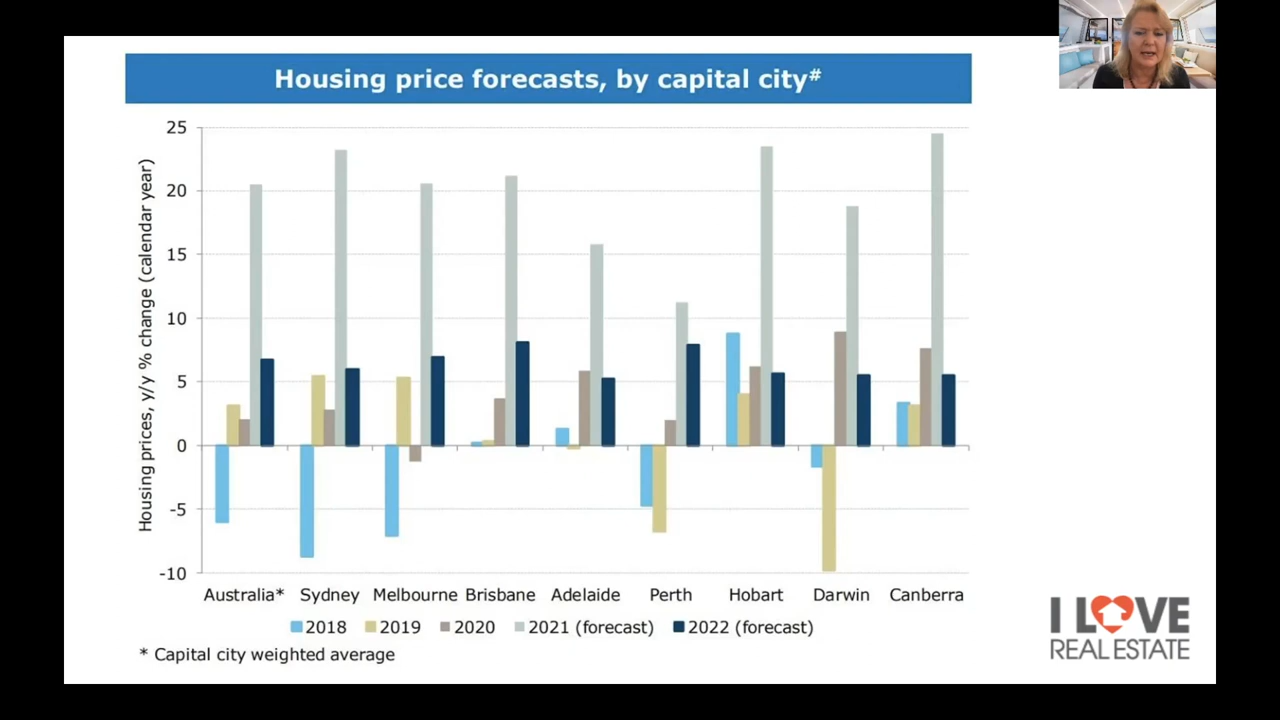 Housing price forecasts, by capital city#
Housing prices, y/y % change (calendar year)
25
20
15
10
5
0
-5
-10
Australia* Sydney Melbourne Brisbane Adelaide Perth Hobart Darwin Canberra
2018 2019 2020 2021 (forecast) 2022 (forecast)
* Capital city weighted average
I LOVE
REAL ESTATE